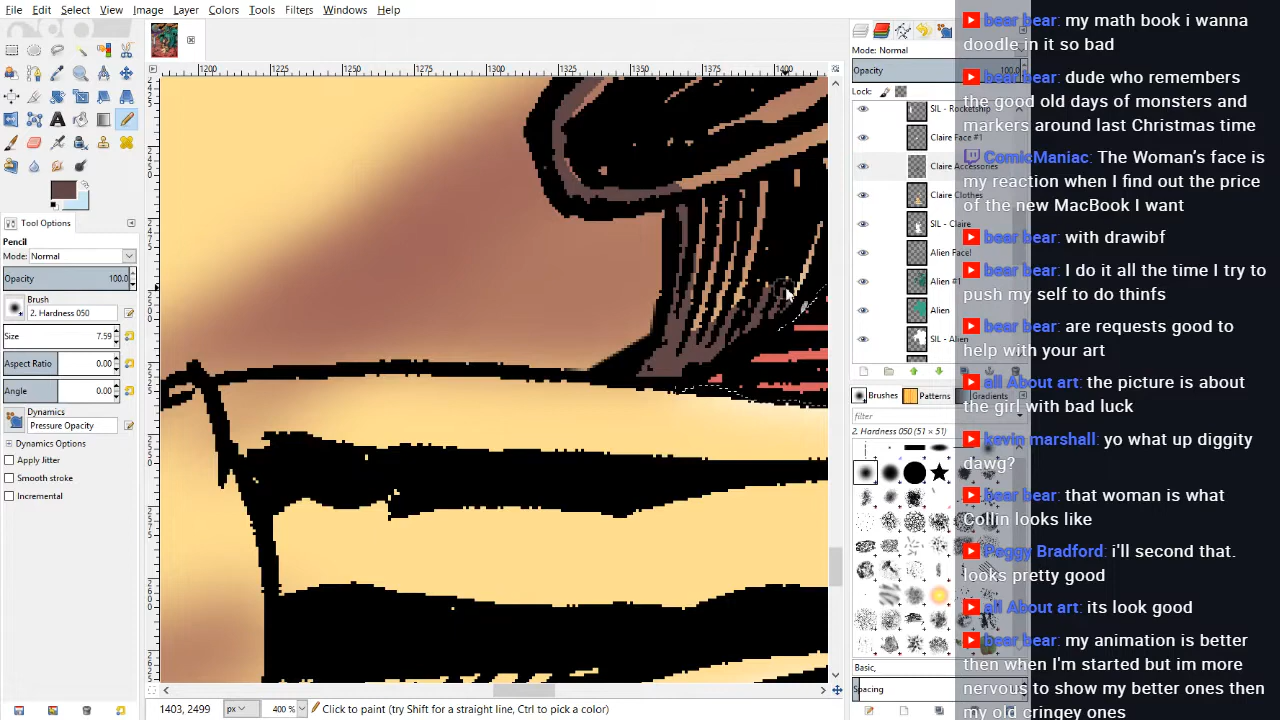 File Edit Select View Image Layer Colors Tools Filters Windows Help
Tool Options
Pencil
Mode: Normal
Opacity 100.0
Brush
2. Hardness 050
Size 7.59
Aspect Ratio 0.00
Angle 0.00
Dynamics
Pressure Opacity
Dynamics Options
Apply Jitter
Smooth stroke
Incremental
1200 1225 1250 1275 1300 1325 1350 1375 1400
1403, 2499 px 400 % Click to paint (try Shift for a straight line, Ctrl to pick a color)
Mode: Normal
Opacity 100.0
Lock:
SIL - Rocketship
Claire Face #1
Claire Accessories
Claire Clothes
SIL - Claire
Alien Face!
Alien #1
Alien
SIL - Alien
Brushes Patterns Gradients
filter
2. Hardness 050 (51 × 51)
Basic,
Spacing
bear bear: my math book i wanna
doodle in it so bad
bear bear: dude who remembers
the good old days of monsters and
markers around last Christmas time
ComicManiac: The Woman’s face is
my reaction when I find out the price
of the new MacBook I want
bear bear: with drawibf
bear bear: I do it all the time I try to
push my self to do thinfs
bear bear: are requests good to
help with your art
all About art: the picture is about
the girl with bad luck
kevin marshall: yo what up diggity
dawg?
bear bear: that woman is what
Collin looks like
Peggy Bradford: i'll second that.
looks pretty good
all About art: its look good
bear bear: my animation is better
then when I'm started but im more
nervous to show my better ones then
my old cringey ones